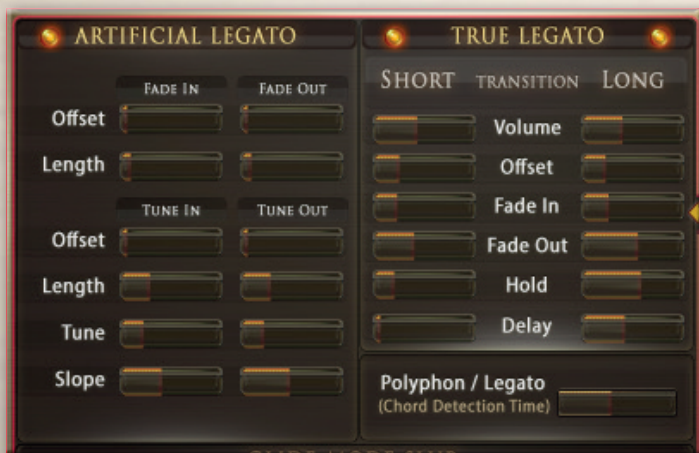 ARTIFICIAL LEGATO
FADE IN FADE OUT
Offset
Length
TUNE IN TUNE OUT
Offset
Length
Tune
Slope
TRUE LEGATO
SHORT TRANSITION LONG
Volume
Offset
Fade In
Fade Out
Hold
Delay
Polyphon / Legato
(Chord Detection Time)